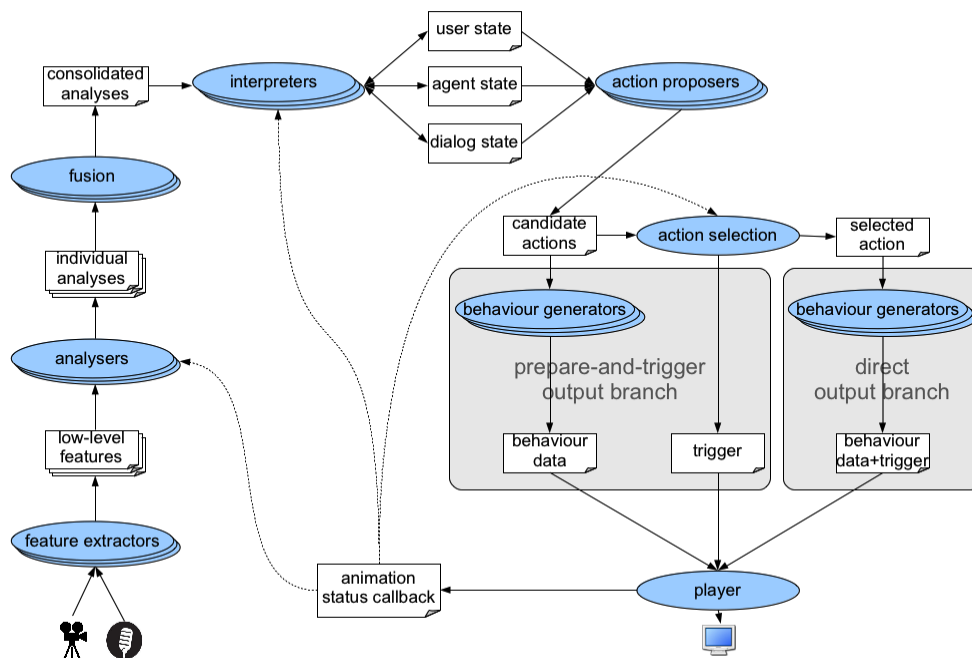 user state
consolidated
analyses
interpreters
agent state
action proposers
dialog state
fusion
candidate
actions
action selection
selected
action
individual
analyses
behaviour generators
behaviour generators
analysers
prepare-and-trigger
output branch
direct
output branch
low-level
features
behaviour
data
trigger
behaviour
data+trigger
feature extractors
animation
status callback
player